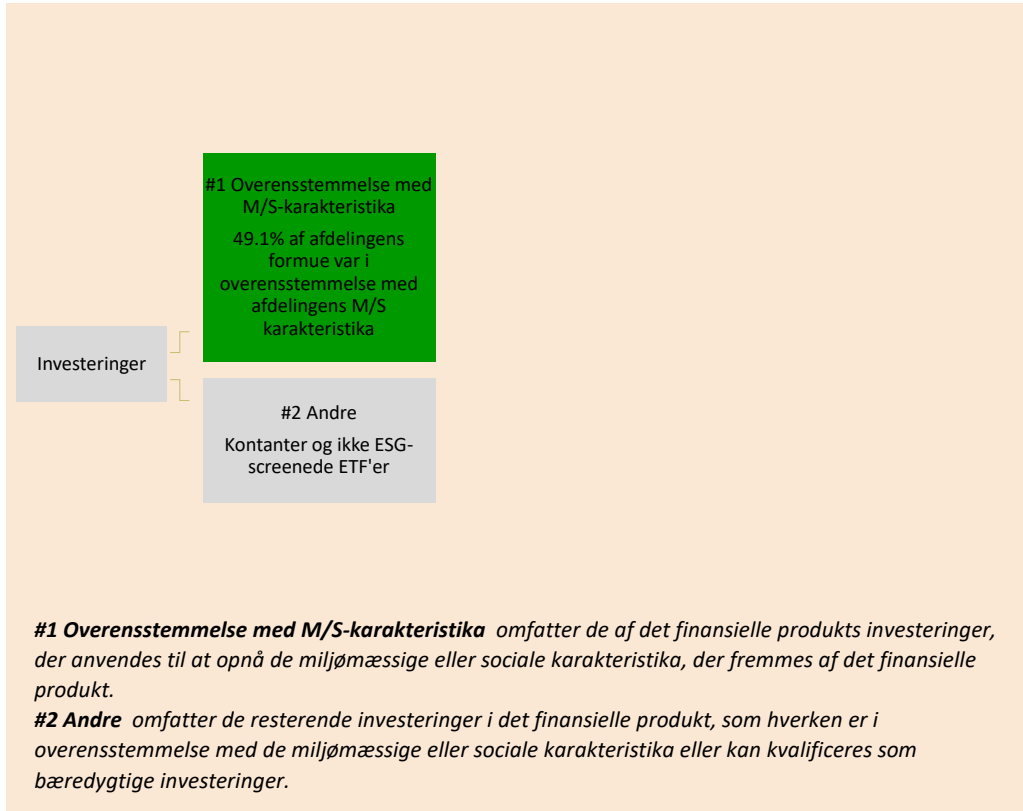 #1 Overensstemmelse med
M/S-karakteristika
49.1% af afdelingens
formue var i
overensstemmelse med
afdelingens M/S
karakteristika
Investeringer
#2 Andre
Kontanter og ikke ESG-
screenede ETF'er
#1 Overensstemmelse med M/S-karakteristika omfatter de af det finansielle produkts investeringer,
der anvendes til at opnå de miljømæssige eller sociale karakteristika, der fremmes af det finansielle
produkt.
#2 Andre omfatter de resterende investeringer i det finansielle produkt, som hverken er i
overensstemmelse med de miljømæssige eller sociale karakteristika eller kan kvalificeres som
bæredygtige investeringer.